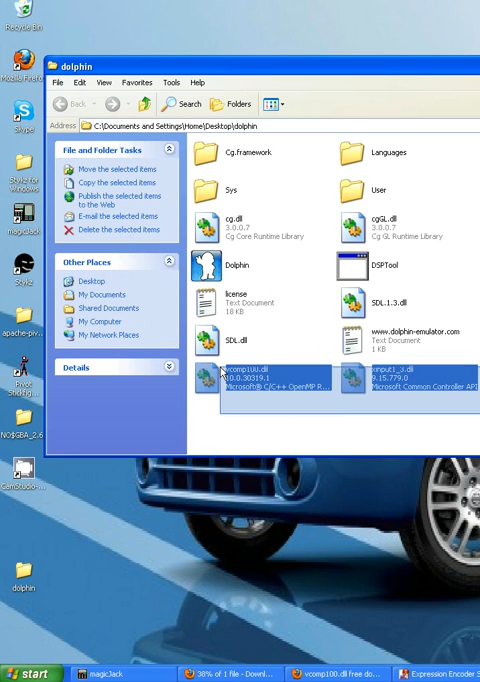 Recycle Bin
Mozilla Firefox
Skype
Stykz for
Windows
magicJack
Stykz
apache-piv...
Pivot
Stickfig...
NO$GBA_2.6
CamStudio-...
dolphin
dolphin
File Edit View Favorites Tools Help
Back Search Folders
Address C:\Documents and Settings\Home\Desktop\dolphin
File and Folder Tasks
Move the selected items
Copy the selected items
Publish the selected items
to the Web
E-mail the selected items
Delete the selected items
Other Places
Desktop
My Documents
Shared Documents
My Computer
My Network Places
Details
Cg.framework
Languages
Sys
User
cg.dll
3.0.0.7
Cg Core Runtime Library
cgGL.dll
3.0.0.7
Cg GL Runtime Library
Dolphin
DSPTool
license
Text Document
18 KB
SDL.1.3.dll
SDL.dll
www.dolphin-emulator.com
Text Document
1 KB
vcomp100.dll
10.0.30319.1
Microsoft® C/C++ OpenMP R...
xinput1_3.dll
9.15.779.0
Microsoft Common Controller API
start
magicJack
38% of 1 file - Downl...
vcomp100.dll free do...
Expression Encoder S